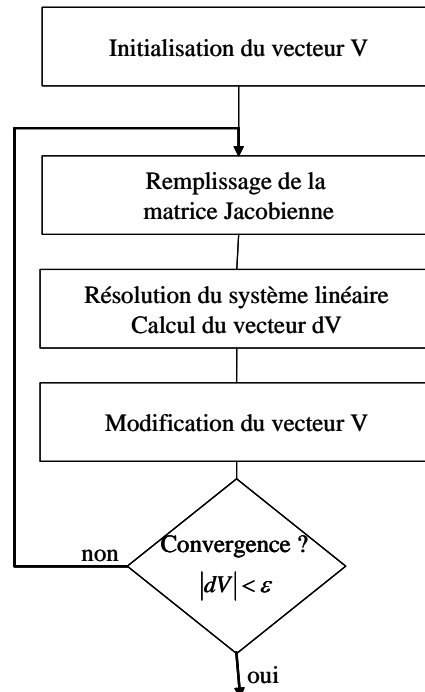 Initialisation du vecteur V
Remplissage de la
matrice Jacobienne
Résolution du système linéaire
Calcul du vecteur dV
Modification du vecteur V
non
Convergence ?
|dV| < ε
oui